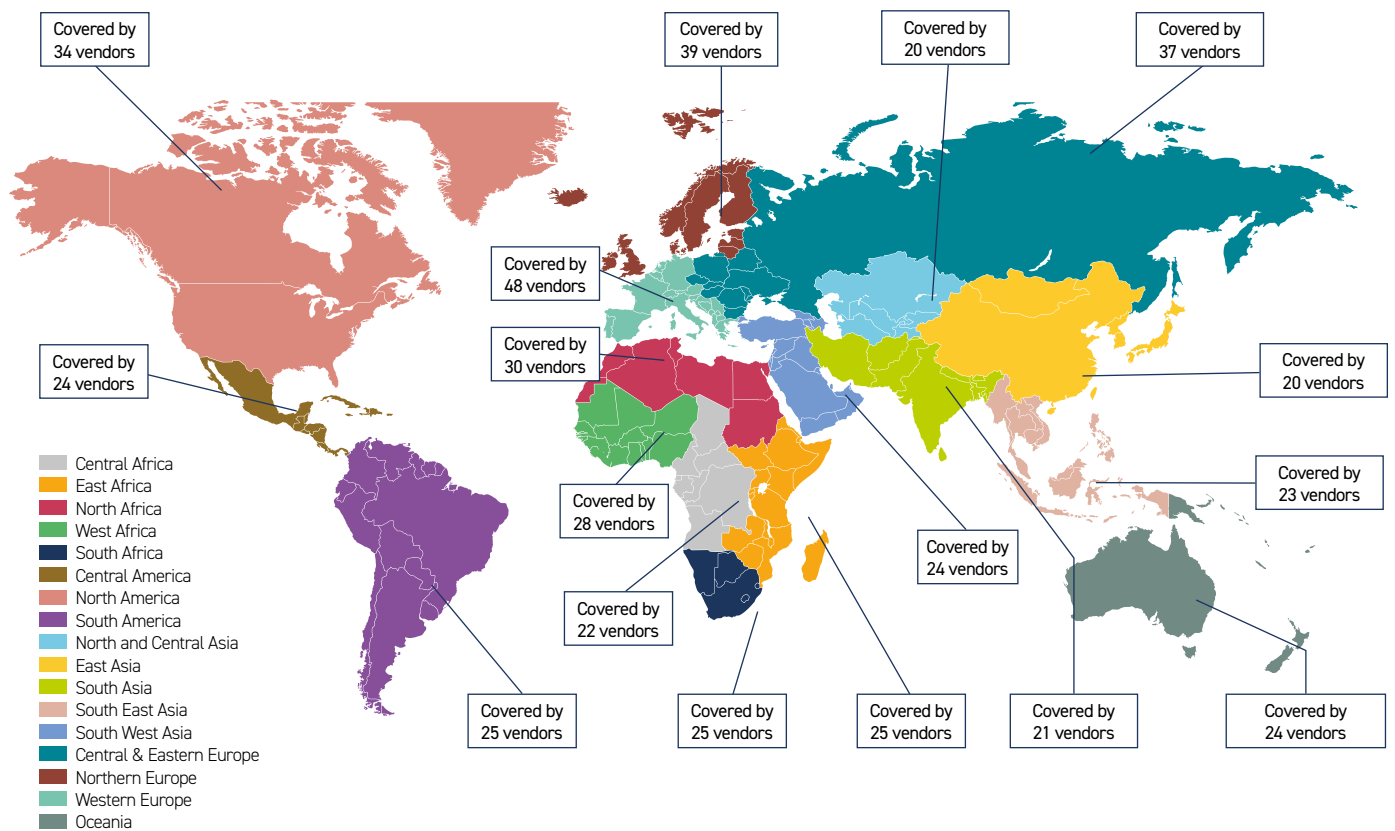 Covered by
34 vendors
Covered by
39 vendors
Covered by
20 vendors
Covered by
37 vendors
Covered by
48 vendors
Covered by
30 vendors
Covered by
24 vendors
Covered by
20 vendors
Covered by
23 vendors
Covered by
28 vendors
Covered by
24 vendors
Covered by
22 vendors
Covered by
25 vendors
Covered by
25 vendors
Covered by
25 vendors
Covered by
21 vendors
Covered by
24 vendors
Central Africa
East Africa
North Africa
West Africa
South Africa
Central America
North America
South America
North and Central Asia
East Asia
South Asia
South East Asia
South West Asia
Central & Eastern Europe
Northern Europe
Western Europe
Oceania